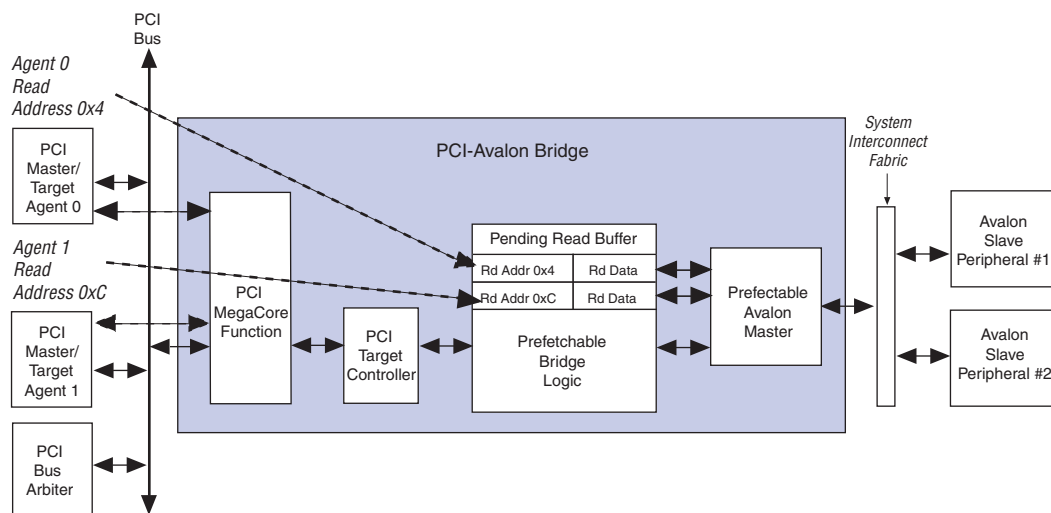 PCI
Bus
Agent 0
Read
Address 0x4
PCI
Master/
Target
Agent 0
Agent 1
Read
Address 0xC
PCI
Master/
Target
Agent 1
PCI
Bus
Arbiter
PCI-Avalon Bridge
PCI
MegaCore
Function
PCI
Target
Controller
Pending Read Buffer
Rd Addr 0x4 Rd Data
Rd Addr 0xC Rd Data
Prefetchable
Bridge
Logic
Prefectable
Avalon
Master
System
Interconnect
Fabric
Avalon
Slave
Peripheral #1
Avalon
Slave
Peripheral #2